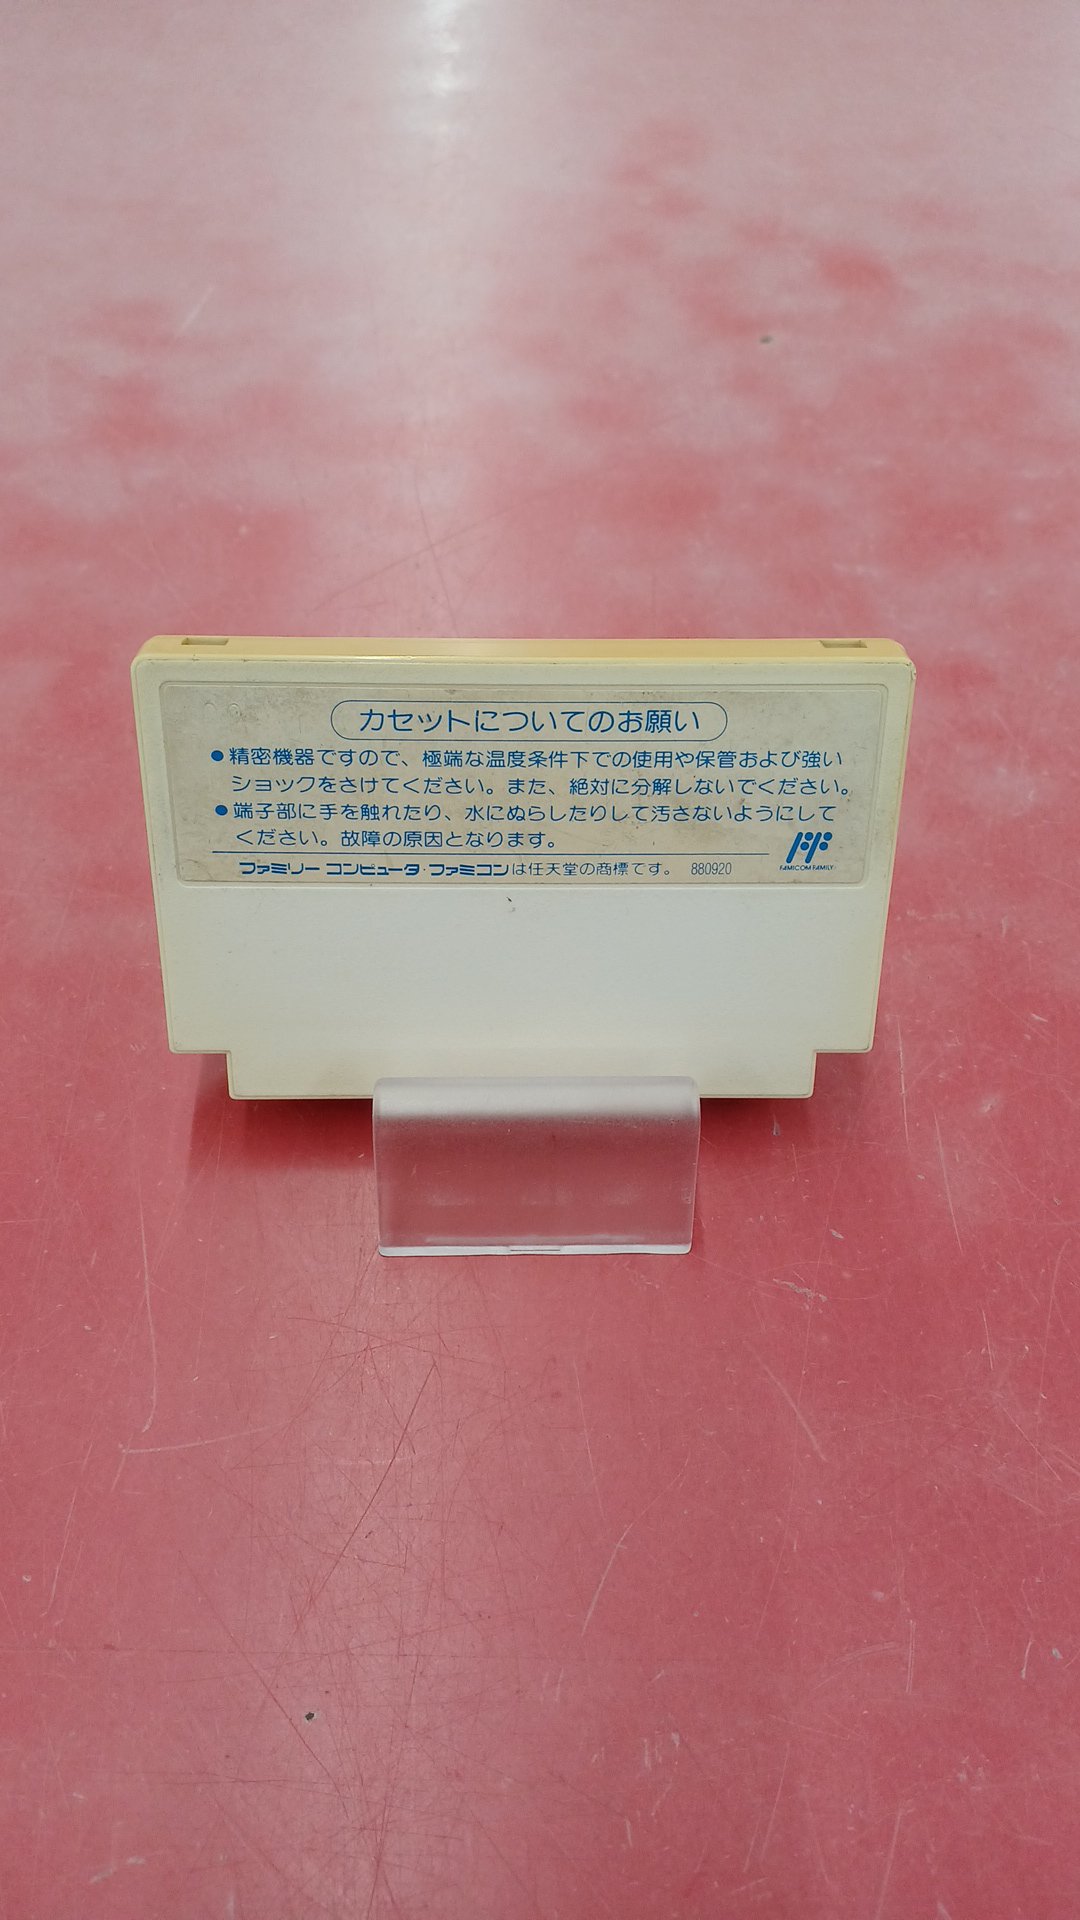 カセットについてのお願い
●精密機器ですので、極端な温度条件下での使用や保管および強い
ショックをさけてください。また、絶対に分解しないでください。
●端子部に手を触れたり、水にぬらしたりして汚さないようにして
ください。故障の原因となります。
ファミリーコンピュータ・ファミコンは任天堂の商標です。 880920
FAMICOM FAMILY